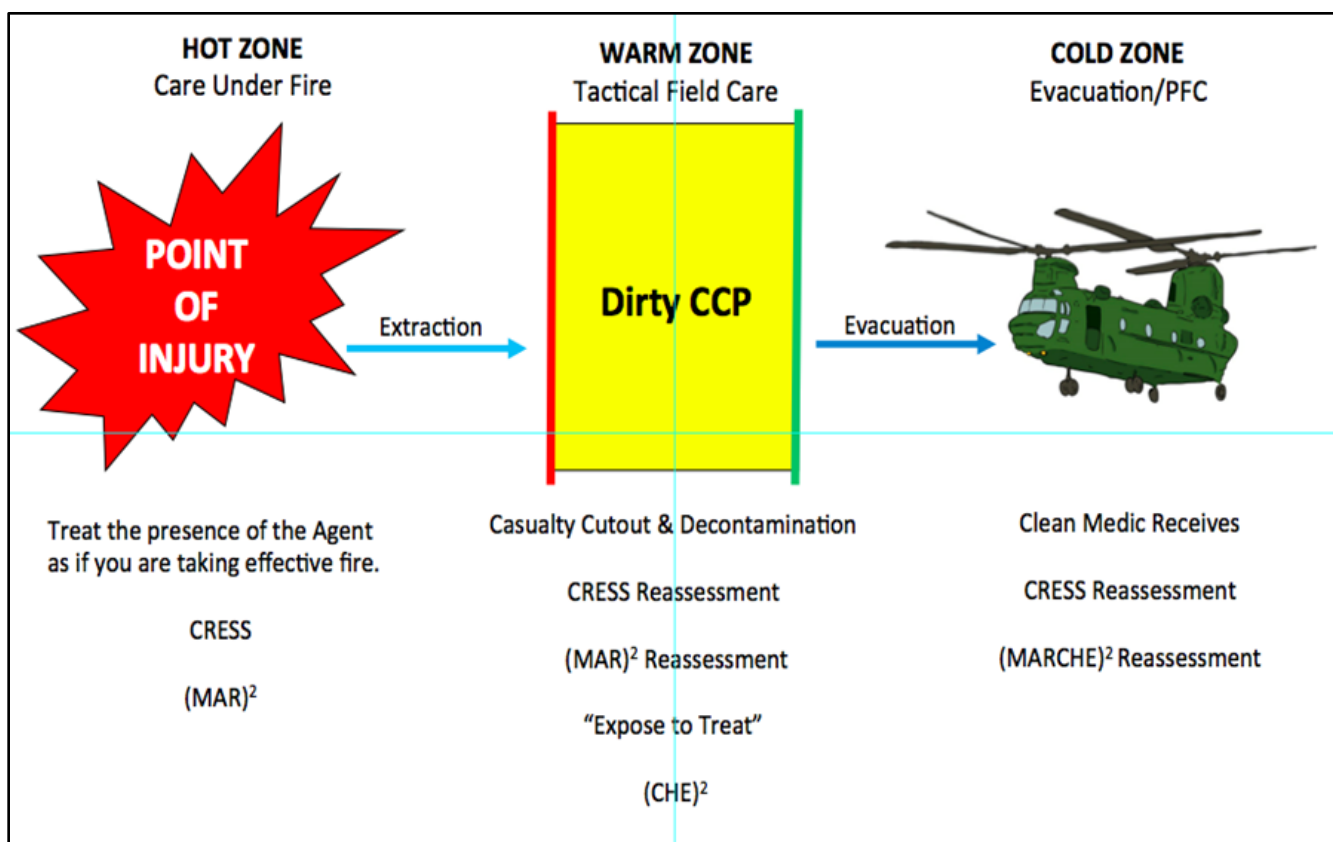 HOT ZONE
Care Under Fire
WARM ZONE
Tactical Field Care
COLD ZONE
Evacuation/PFC
POINT
OF
INJURY
Extraction
Dirty CCP
Evacuation
Treat the presence of the Agent
as if you are taking effective fire.
CRESS
(MAR)²
Casualty Cutout & Decontamination
CRESS Reassessment
(MAR)² Reassessment
“Expose to Treat”
(CHE)²
Clean Medic Receives
CRESS Reassessment
(MARCHE)² Reassessment